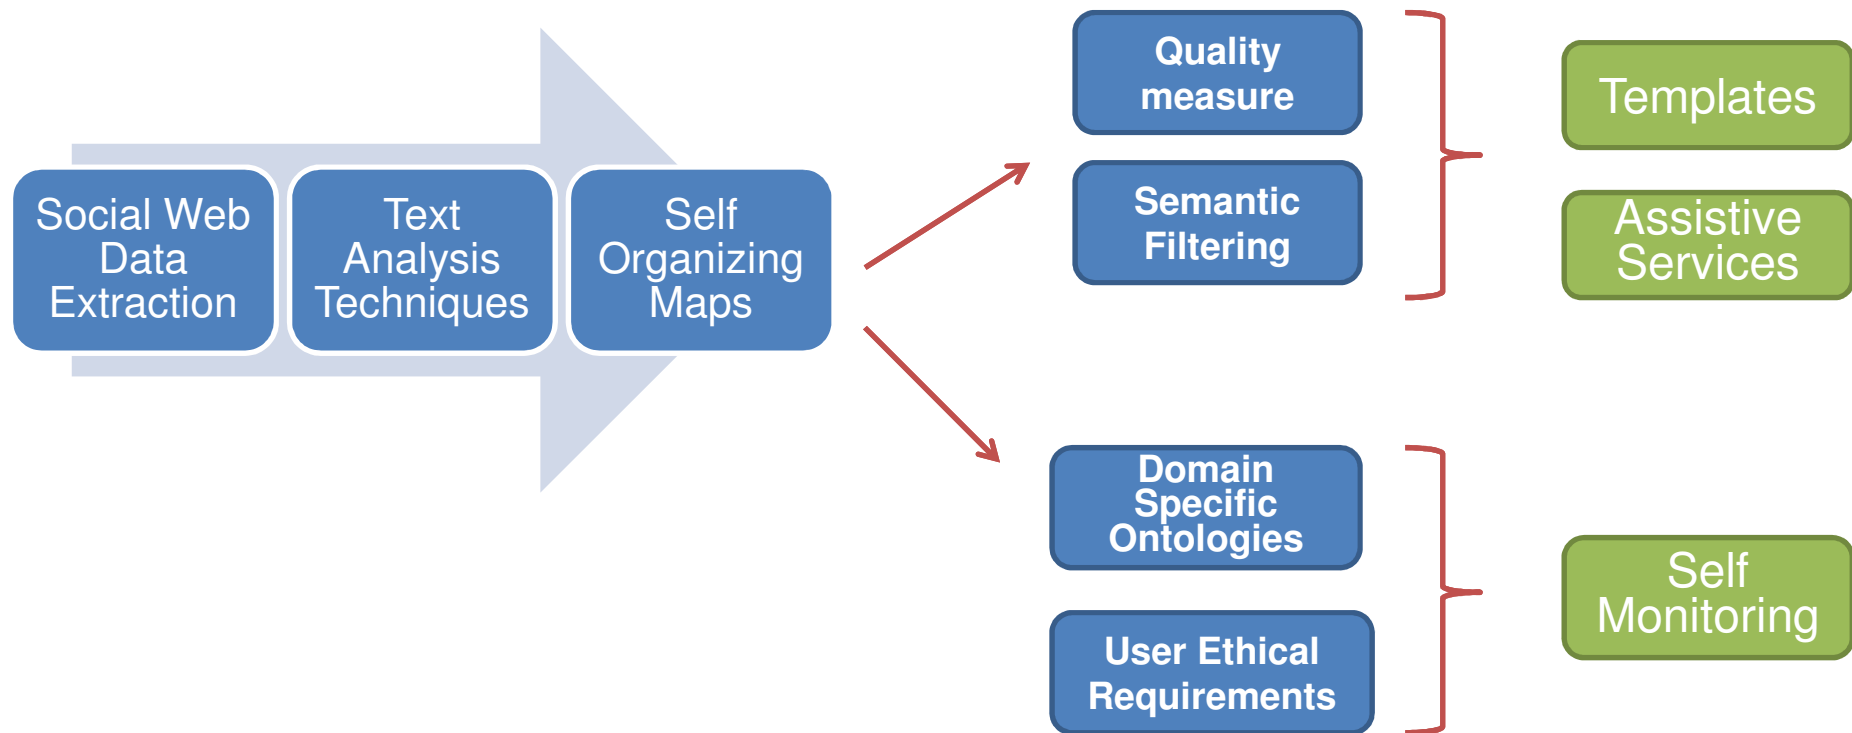 Social Web
Data
Extraction
Text
Analysis
Techniques
Self
Organizing
Maps
Quality
measure
Semantic
Filtering
Templates
Assistive
Services
Domain
Specific
Ontologies
User Ethical
Requirements
Self
Monitoring